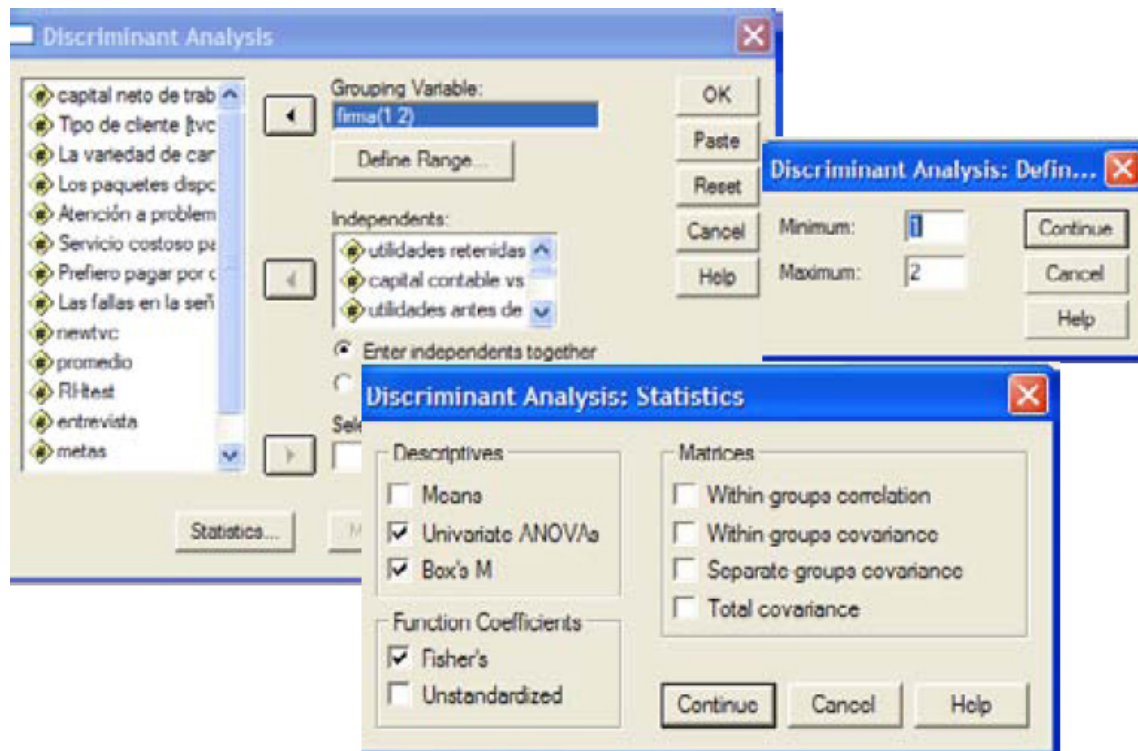 Discriminant Analysis
capital neto de trab
Tipo de cliente [tvc
La variedad de car
Los paquetes dispc
Atención a problem
Servicio costoso pa
Prefiero pagar por c
Las fallas en la señ
newtvc
promedio
RHtest
entrevista
metas
Grouping Variable:
firma(1 2)
Define Range...
Independents:
utilidades retenidas
capital contable vs
utilidades antes de
Enter independents together
Sele
Statistics...
M
OK
Paste
Reset
Cancel
Help
Discriminant Analysis: Defin...
Minimum:
1
Maximum:
2
Continue
Cancel
Help
Discriminant Analysis: Statistics
Descriptives
Means
Univariate ANOVAs
Box's M
Function Coefficients
Fisher's
Unstandardized
Matrices
Within-groups correlation
Within-groups covariance
Separate-groups covariance
Total covariance
Continue
Cancel
Help